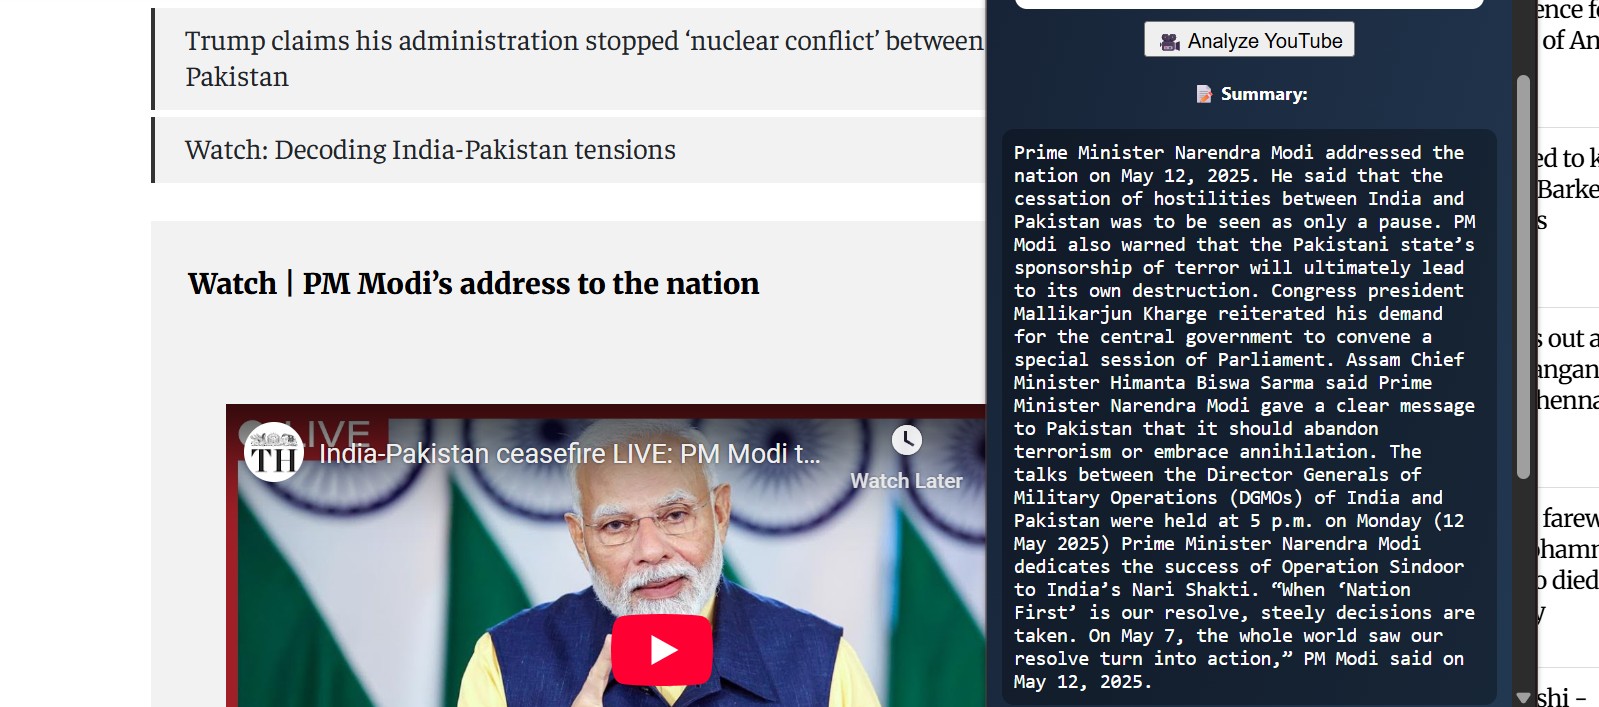 Trump claims his administration stopped ‘nuclear conflict’ between
Pakistan
Watch: Decoding India-Pakistan tensions
Watch | PM Modi’s address to the nation
LIVE
TH
India-Pakistan ceasefire LIVE: PM Modi t...
Watch Later
Analyze YouTube
Summary:
Prime Minister Narendra Modi addressed the
nation on May 12, 2025. He said that the
cessation of hostilities between India and
Pakistan was to be seen as only a pause. PM
Modi also warned that the Pakistani state’s
sponsorship of terror will ultimately lead
to its own destruction. Congress president
Mallikarjun Kharge reiterated his demand
for the central government to convene a
special session of Parliament. Assam Chief
Minister Himanta Biswa Sarma said Prime
Minister Narendra Modi gave a clear message
to Pakistan that it should abandon
terrorism or embrace annihilation. The
talks between the Director Generals of
Military Operations (DGMOs) of India and
Pakistan were held at 5 p.m. on Monday (12
May 2025) Prime Minister Narendra Modi
dedicates the success of Operation Sindoor
to India’s Nari Shakti. “When ‘Nation
First’ is our resolve, steely decisions are
taken. On May 7, the whole world saw our
resolve turn into action,” PM Modi said on
May 12, 2025.
of An
ed to k
Barke
s
s out a
angan
henna
farew
ohamm
o died
y
shi –